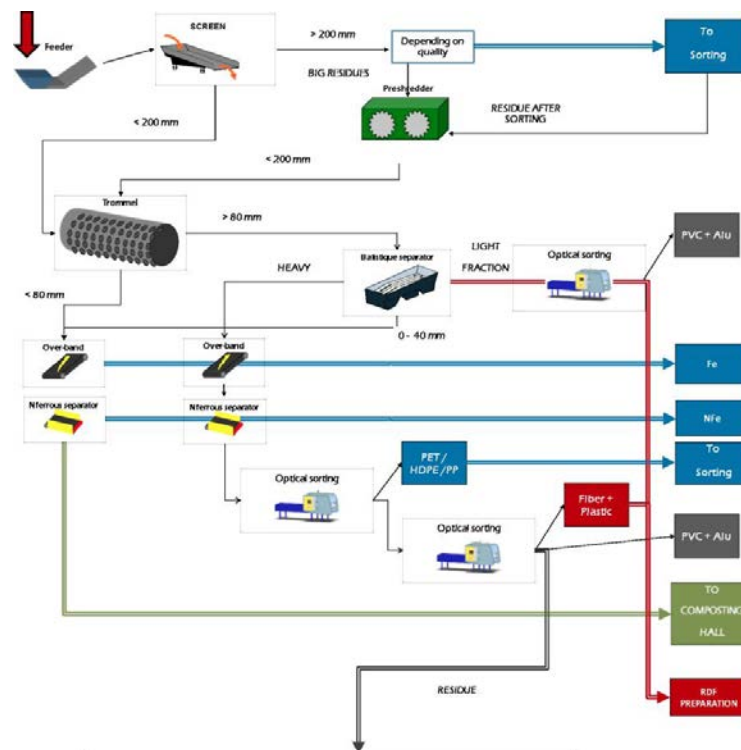 Feeder
SCREEN
> 200 mm
Depending on
quality
To
Sorting
BIG RESIDUES
Preshredder
RESIDUE AFTER
SORTING
< 200 mm
< 200 mm
Trommel
> 80 mm
PVC + Alu
Balistique separator
LIGHT
FRACTION
Optical sorting
HEAVY
< 80 mm
0 - 40 mm
Over-band
Over-band
Fe
Nferrous separator
Nferrous separator
NFe
PET /
HDPE /PP
To
Sorting
Optical sorting
Fiber +
Plastic
Optical sorting
PVC + Alu
TO
COMPOSTING
HALL
RESIDUE
RDF
PREPARATION